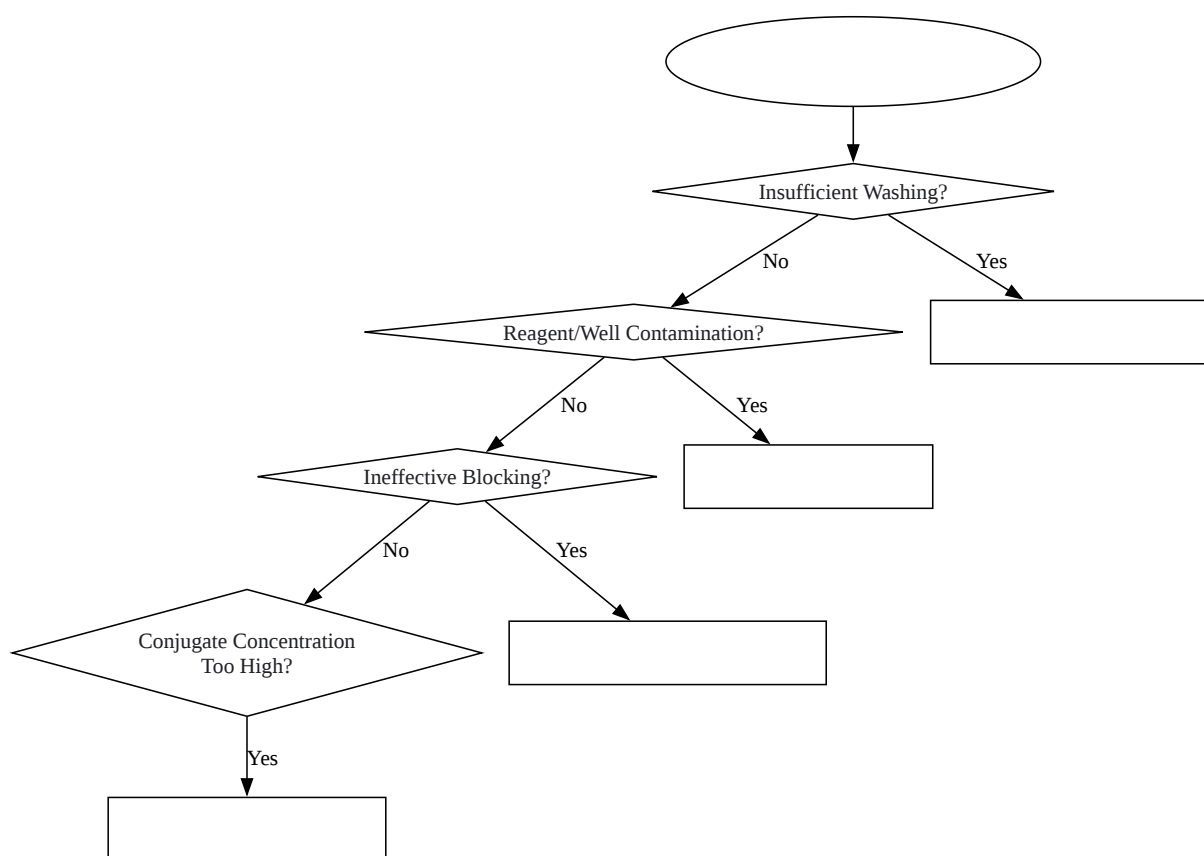 Insufficient Washing?
No
Yes
Reagent/Well Contamination?
No
Yes
Ineffective Blocking?
No
Yes
Conjugate Concentration
Too High?
Yes